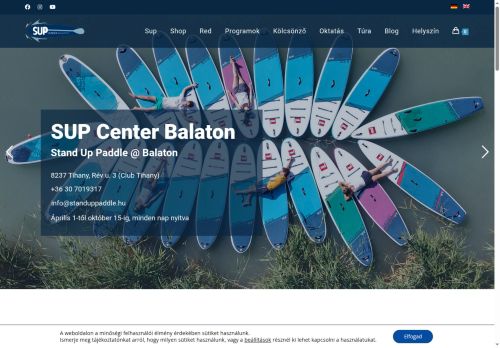 SUP
Sup Shop Red Programok Kölcsönző Oktatás Túra Blog Helyszín 0
SUP Center Balaton
Stand Up Paddle @ Balaton
8237 Tihany, Rév u. 3 (Club Tihany)
+36 30 7019317
info@standuppaddle.hu
Április 1-től október 15-ig, minden nap nyitva
A weboldalon a minőségi felhasználói élmény érdekében sütiket használunk.
Ismerje meg tájékoztatónkat arról, hogy milyen sütiket használunk, vagy a beállítások résznél ki lehet kapcsolni a használatukat.
Elfogad